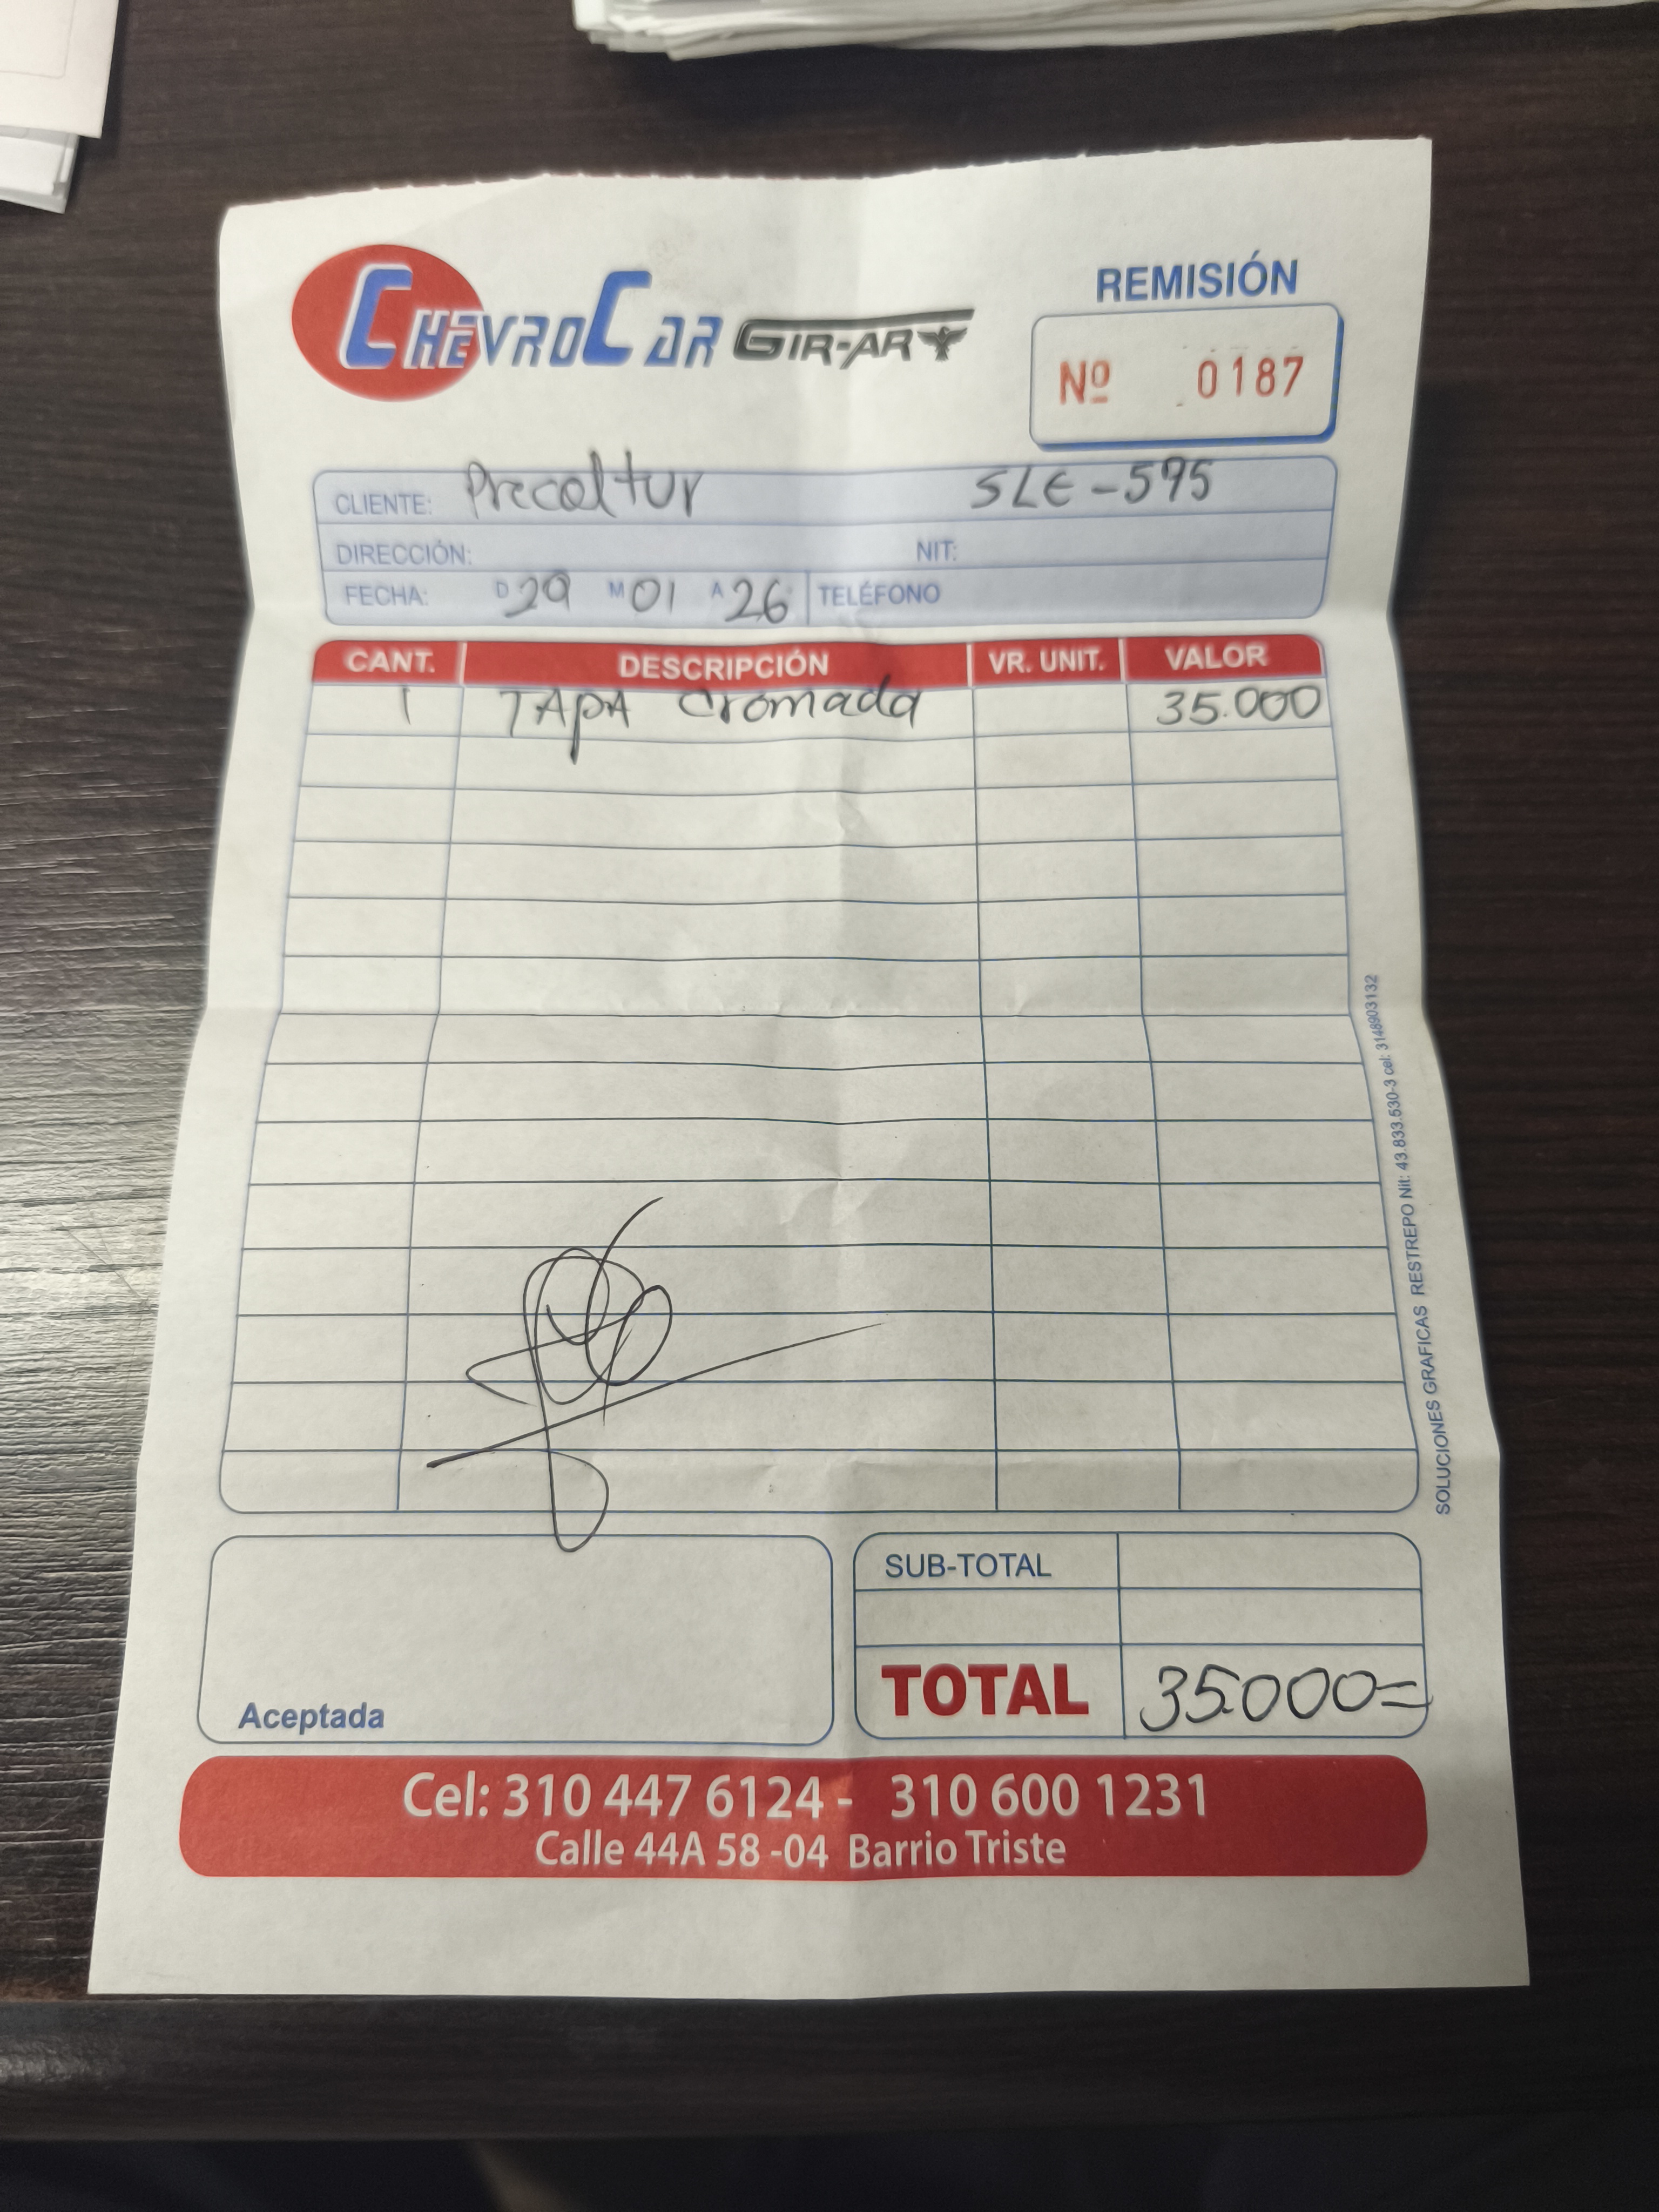 CHEVROCAR GIR-ART
REMISIÓN
Nº 0187
CLIENTE: Precoltur SLE-595
DIRECCIÓN: NIT:
FECHA: D 29 M 01 A 26 TELÉFONO
CANT. DESCRIPCIÓN VR. UNIT. VALOR
1 TAPA cromada 35.000
SUB-TOTAL
TOTAL 35.000=
Aceptada
Cel: 310 447 6124 - 310 600 1231
Calle 44A 58 -04 Barrio Triste
SOLUCIONES GRAFICAS RESTREPO Nit: 43.833.530-3 cel: 3148903132